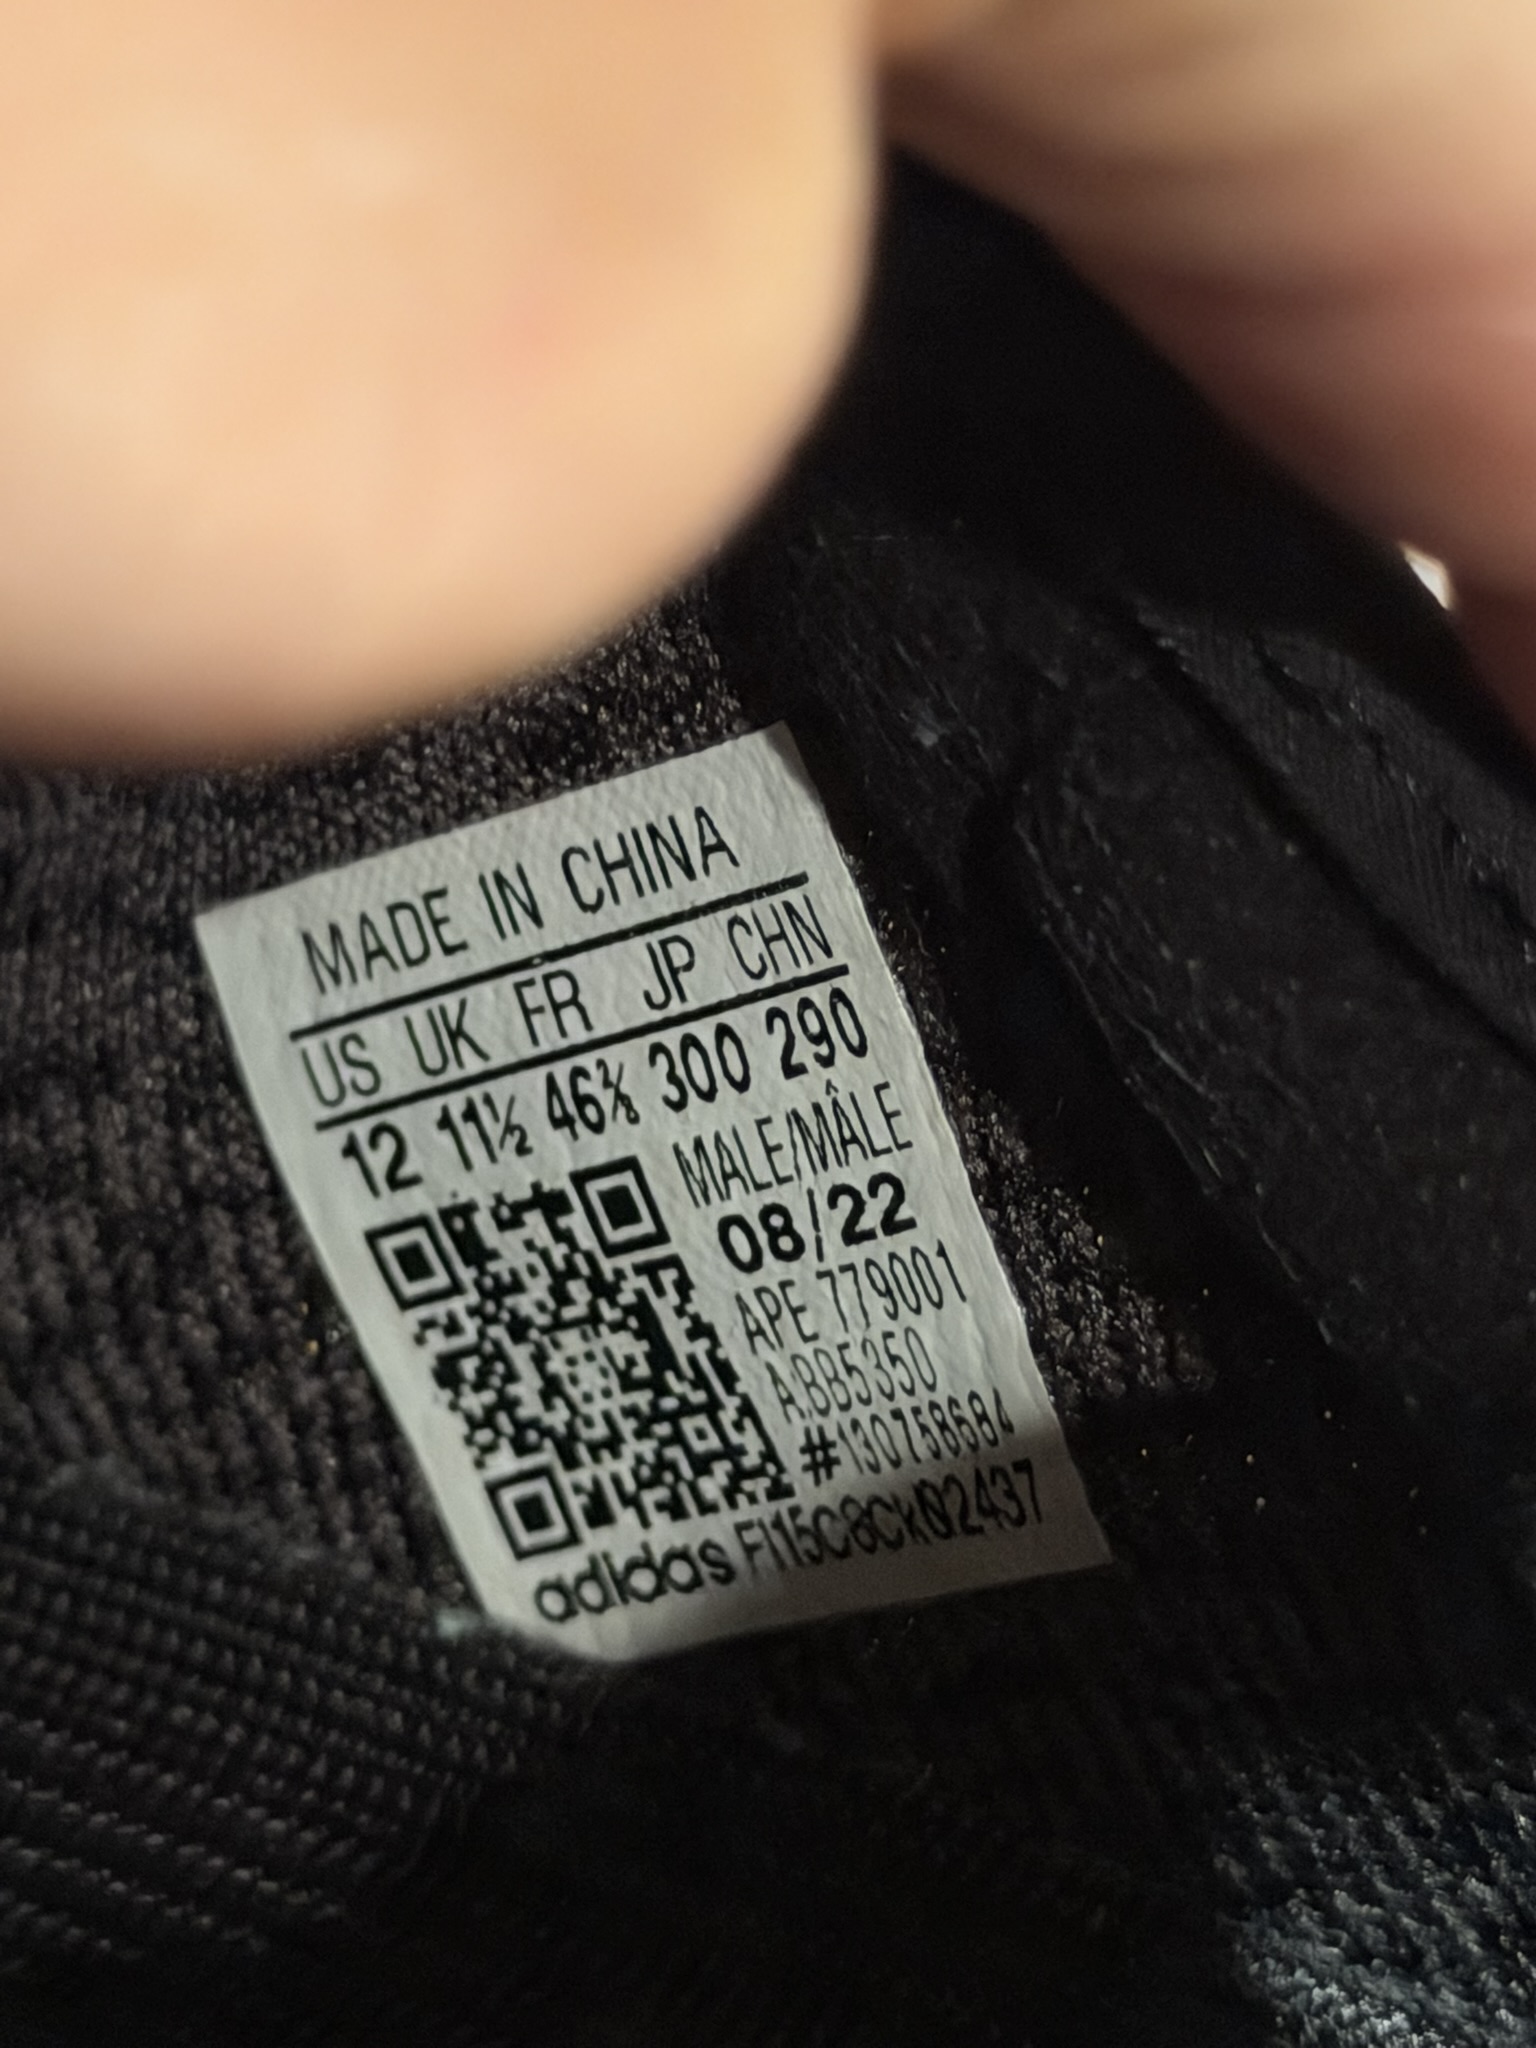 MADE IN CHINA
US UK FR JP CHN
12 11½ 46⅔ 300 290
MALE/MÂLE
08/22
APE 779001
A:BB5350
#130758684
adidas